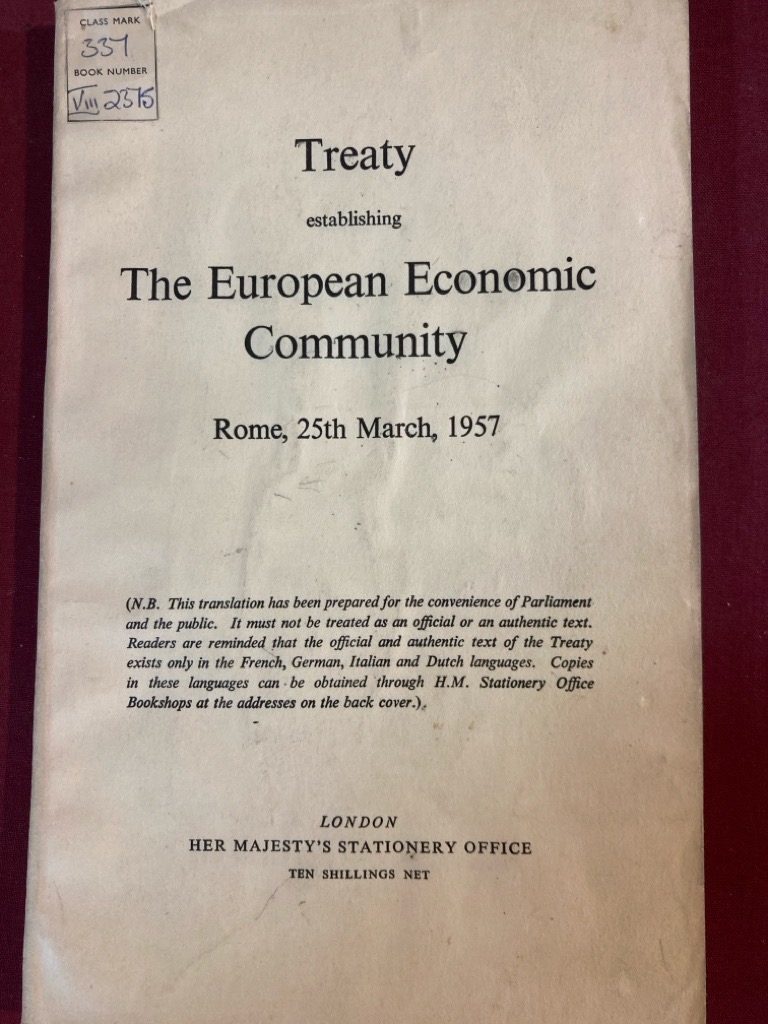 CLASS MARK
337
BOOK NUMBER
VIII 2375
Treaty
establishing
The European Economic
Community
Rome, 25th March, 1957
(N.B. This translation has been prepared for the convenience of Parliament
and the public. It must not be treated as an official or an authentic text.
Readers are reminded that the official and authentic text of the Treaty
exists only in the French, German, Italian and Dutch languages. Copies
in these languages can be obtained through H.M. Stationery Office
Bookshops at the addresses on the back cover.).
LONDON
HER MAJESTY'S STATIONERY OFFICE
TEN SHILLINGS NET